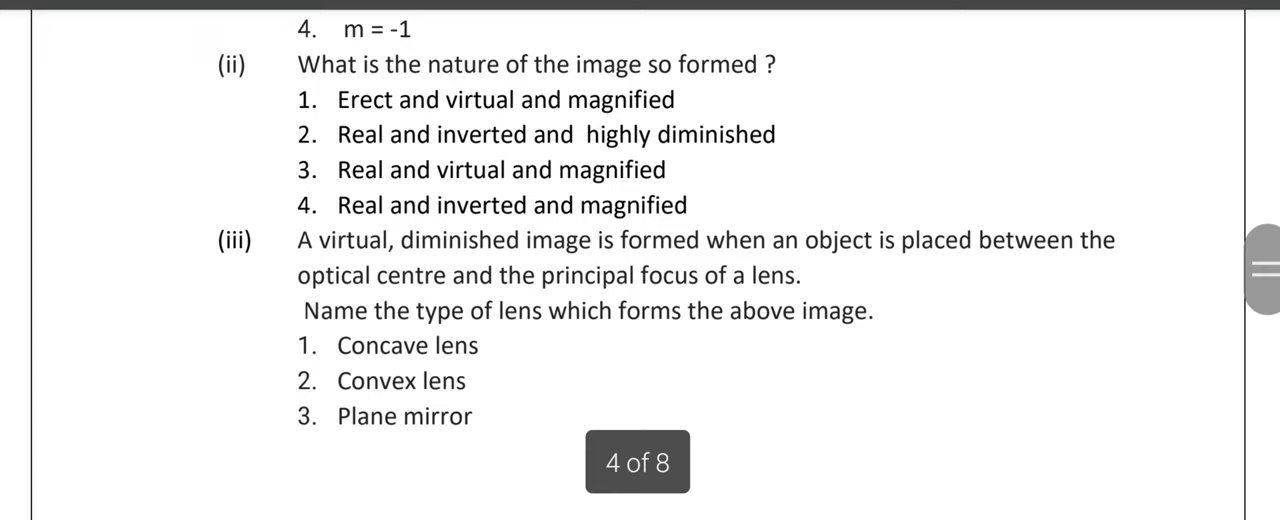 4. m = -1
(ii) What is the nature of the image so formed ?
1. Erect and virtual and magnified
2. Real and inverted and highly diminished
3. Real and virtual and magnified
4. Real and inverted and magnified
(iii) A virtual, diminished image is formed when an object is placed between the
optical centre and the principal focus of a lens.
Name the type of lens which forms the above image.
1. Concave lens
2. Convex lens
3. Plane mirror
4 of 8